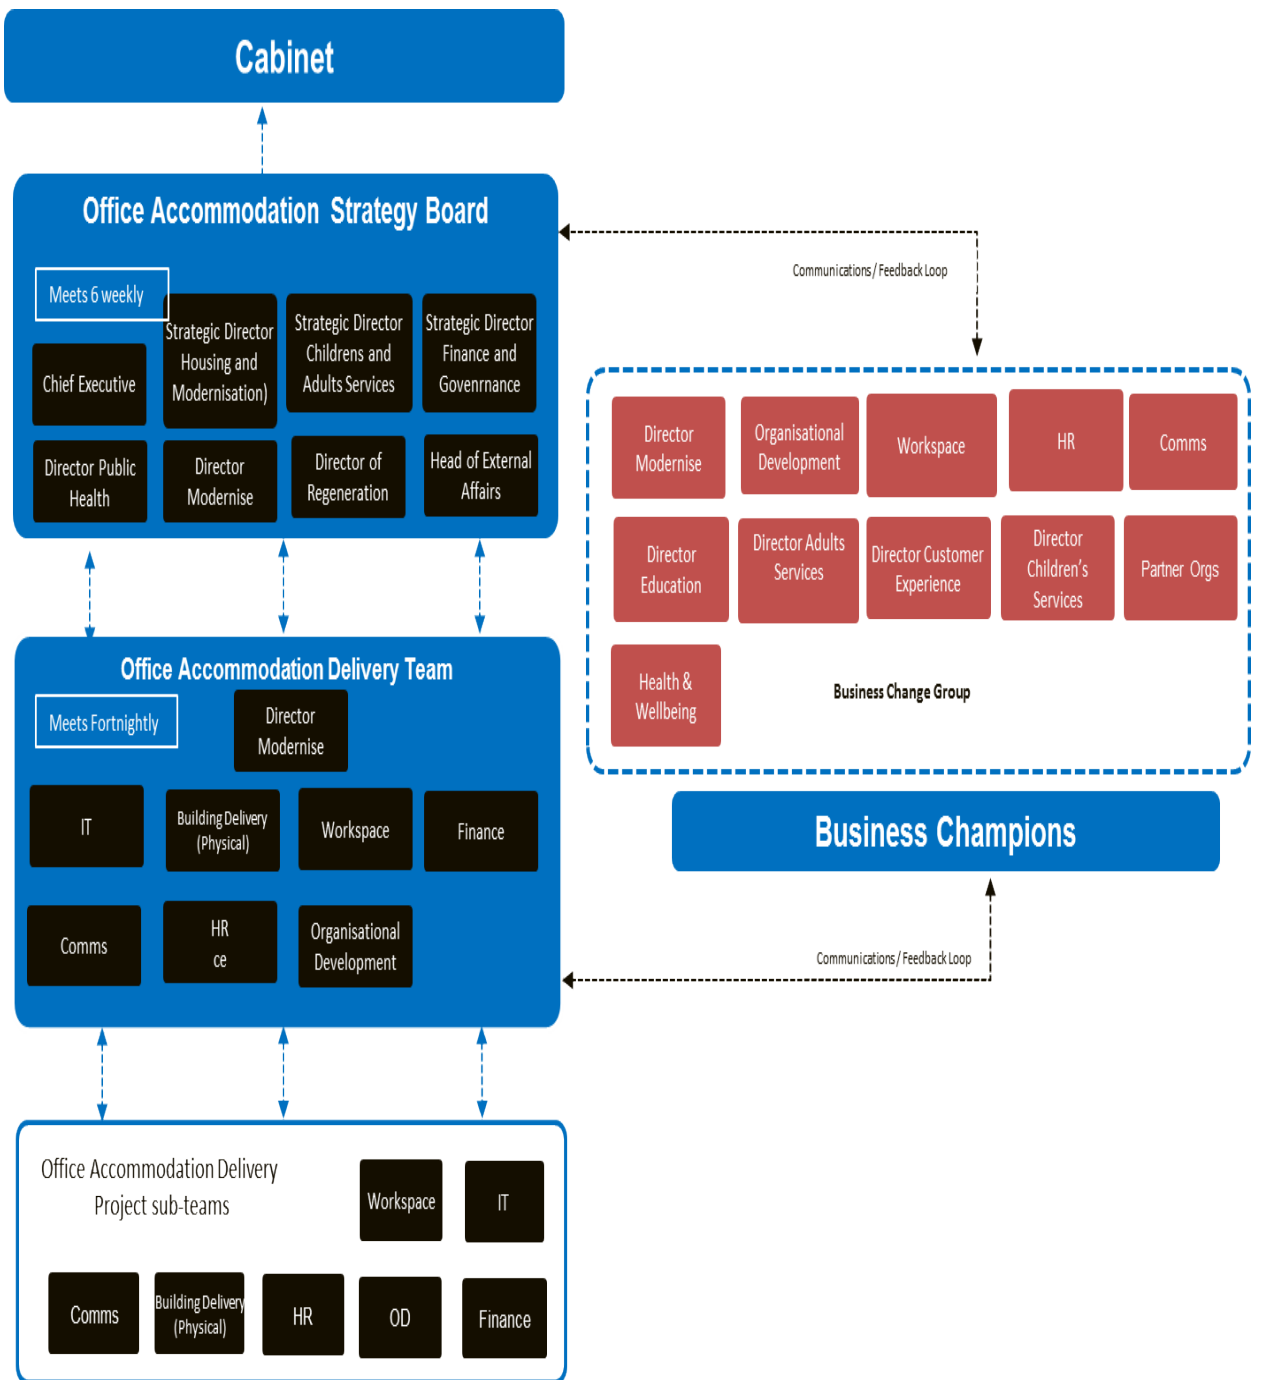 Cabinet
Office Accommodation Strategy Board
Meets 6 weekly
Chief Executive
Strategic Director
Housing and
Modernisation)
Strategic Director
Childrens and
Adults Services
Strategic Director
Finance and
Govenrnance
Director Public
Health
Director
Modernise
Director of
Regeneration
Head of External
Affairs
Communications / Feedback Loop
Director
Modernise
Organisational
Development
Workspace
HR
Comms
Director
Education
Director Adults
Services
Director Customer
Experience
Director
Children's
Services
Partner Orgs
Health &
Wellbeing
Business Change Group
Office Accommodation Delivery Team
Meets Fortnightly
Director
Modernise
IT
Building Delivery
(Physical)
Workspace
Finance
Comms
HR
ce
Organisational
Development
Business Champions
Communications / Feedback Loop
Office Accommodation Delivery
Project sub-teams
Workspace
IT
Comms
Building Delivery
(Physical)
HR
OD
Finance